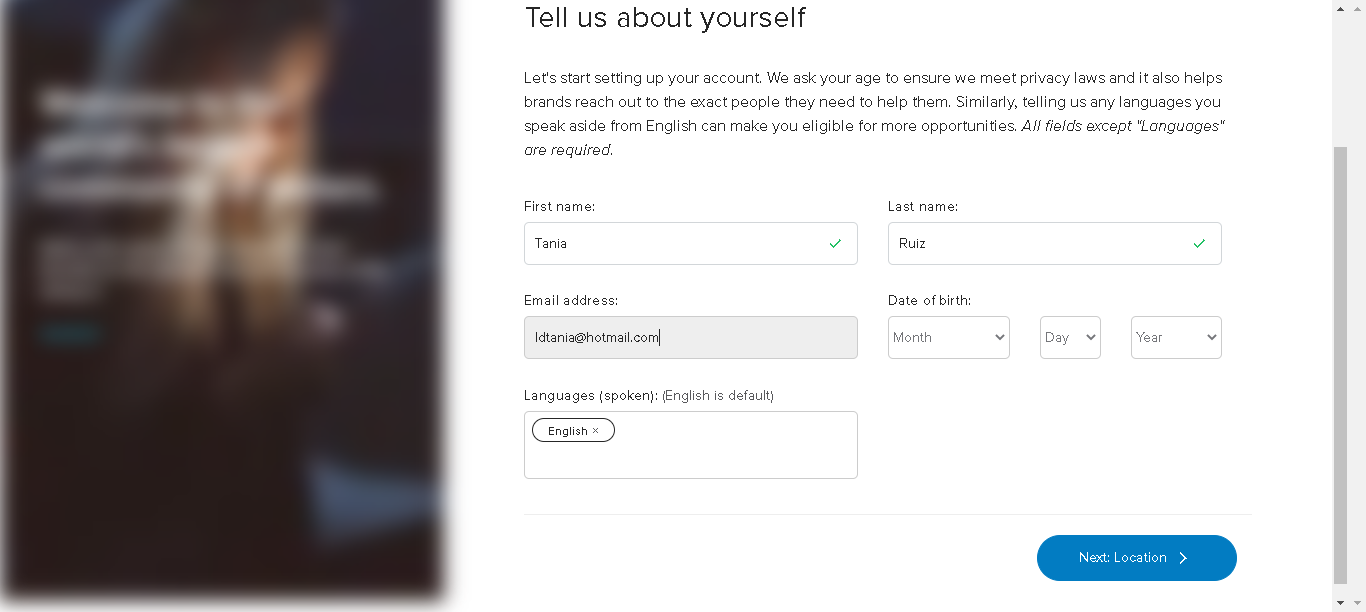 Tell us about yourself
Let's start setting up your account. We ask your age to ensure we meet privacy laws and it also helps
brands reach out to the exact people they need to help them. Similarly, telling us any languages you
speak aside from English can make you eligible for more opportunities. All fields except "Languages"
are required.
First name:
Last name:
Tania
Ruiz
Email address:
Date of birth:
ldtania@hotmail.com
Month
Day
Year
Languages (spoken): (English is default)
English ×
Next: Location